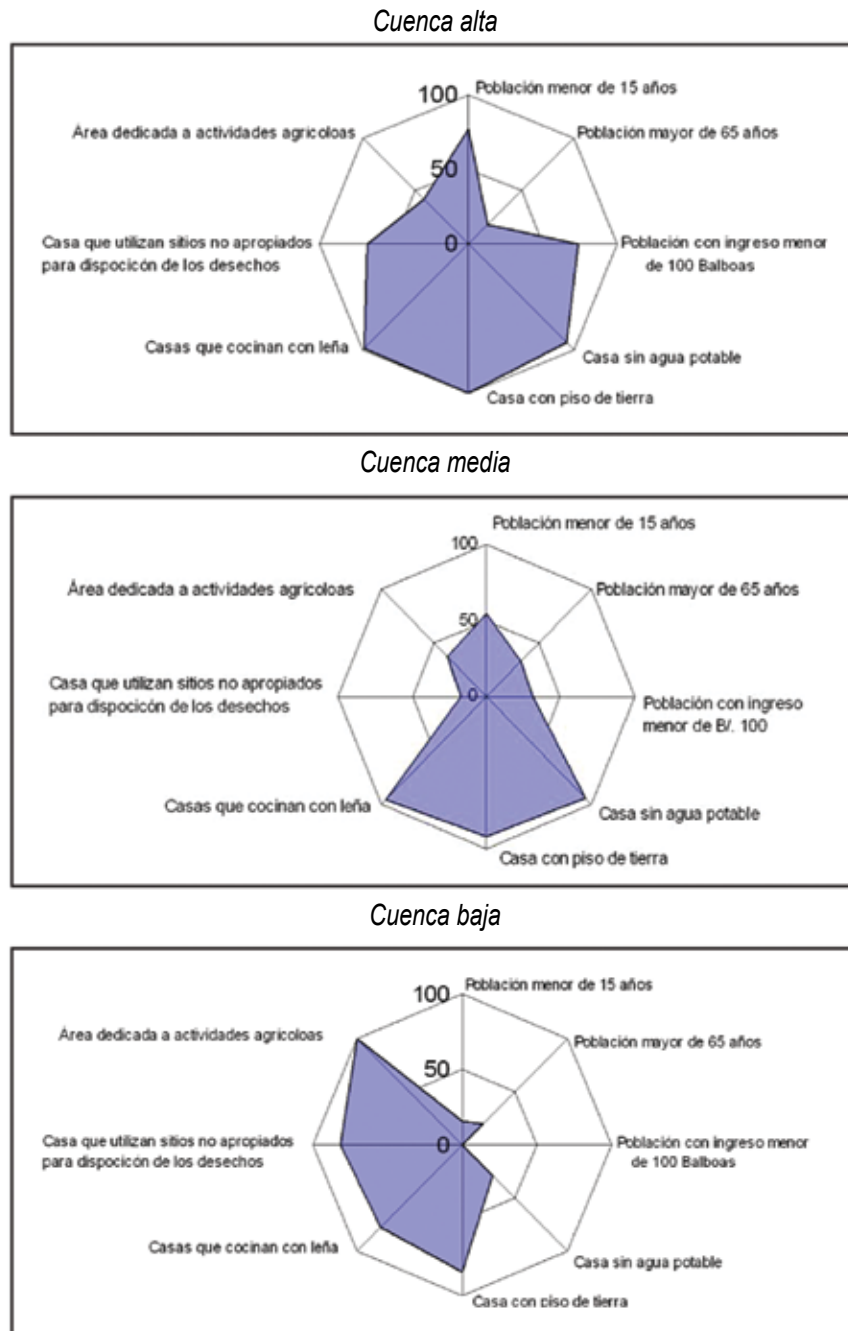 Cuenca alta
Población menor de 15 años
100
Área dedicada a actividades agrícoloas
Población mayor de 65 años
50
Casa que utilizan sitios no apropiados
para dispocicón de los desechos
0
Población con ingreso menor
de 100 Balboas
Casas que cocinan con leña
Casa sin agua potable
Casa con piso de tierra
Cuenca media
Población menor de 15 años
100
Área dedicada a actividades agrícoloas
Población mayor de 65 años
50
Casa que utilizan sitios no apropiados
para dispocicón de los desechos
0
Población con ingreso
menor de B/. 100
Casas que cocinan con leña
Casa sin agua potable
Casa con piso de tierra
Cuenca baja
Población menor de 15 años
100
Área dedicada a actividades agrícoloas
Población mayor de 65 años
50
Casa que utilizan sitios no apropiados
para dispocicón de los desechos
0
Población con ingreso menor
de 100 Balboas
Casas que cocinan con leña
Casa sin agua potable
Casa con piso de tierra